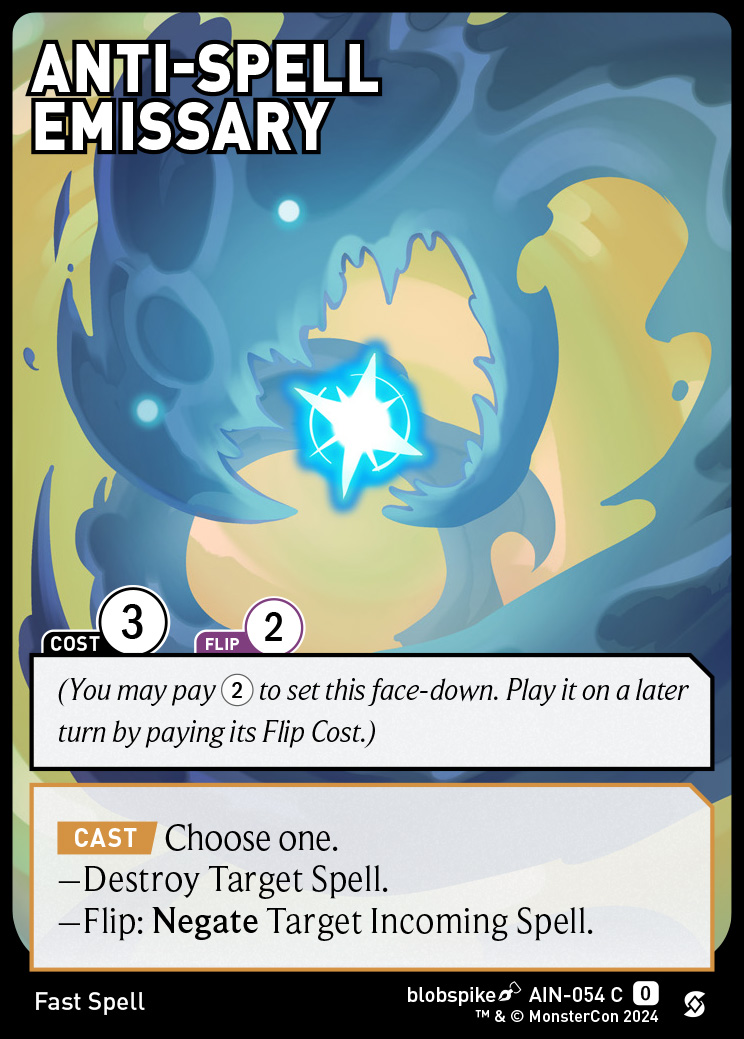 ANTI-SPELL
EMISSARY
COST 3 FLIP 2
(You may pay 2 to set this face-down. Play it on a later
turn by paying its Flip Cost.)
CAST Choose one.
–Destroy Target Spell.
–Flip: Negate Target Incoming Spell.
Fast Spell
blobspike AIN-054 C 0
™ & © MonsterCon 2024